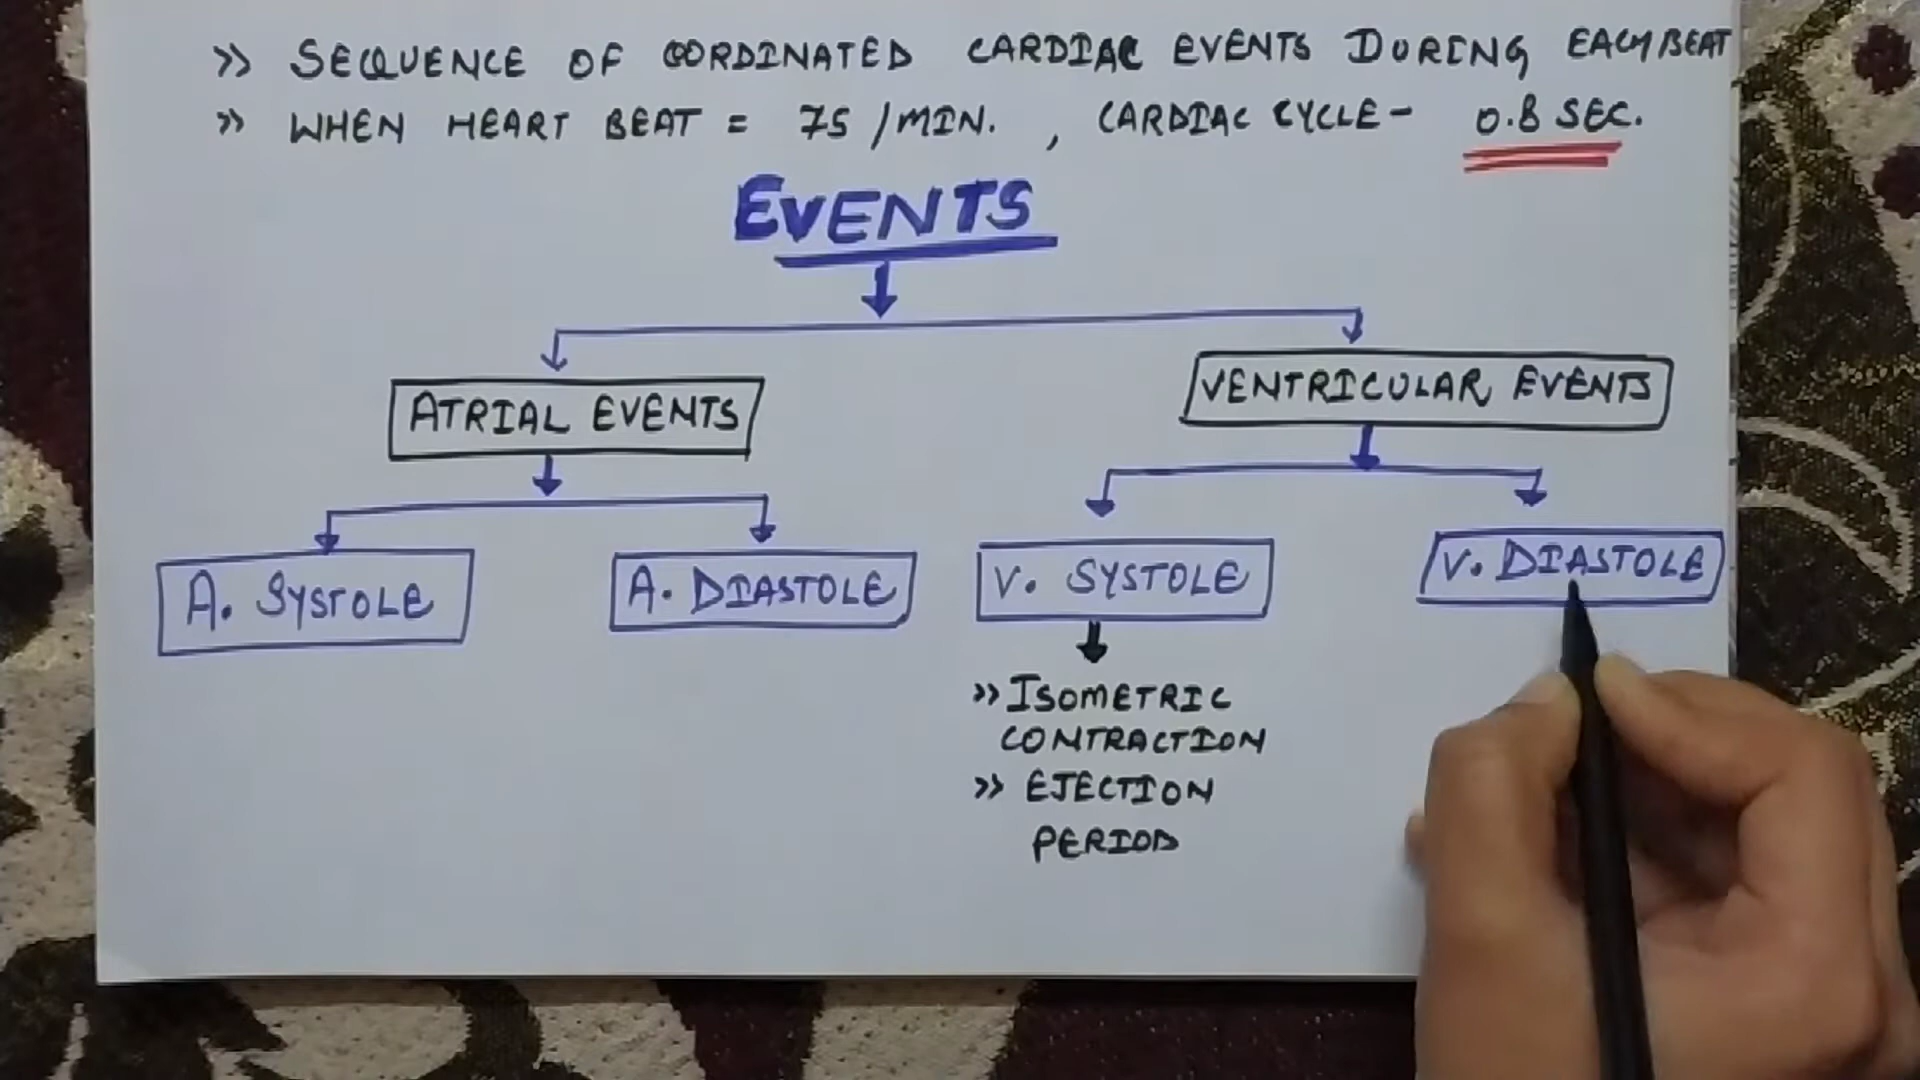 >> SEQUENCE OF CORDINATED CARDIAC EVENTS DURING EACH BEAT
>> WHEN HEART BEAT = 75 /MIN. , CARDIAC CYCLE - 0.8 SEC.
EVENTS
ATRIAL EVENTS
VENTRICULAR EVENTS
A. SYSTOLE
A. DIASTOLE
V. SYSTOLE
V. DIASTOLE
>> ISOMETRIC
CONTRACTION
>> EJECTION
PERIOD